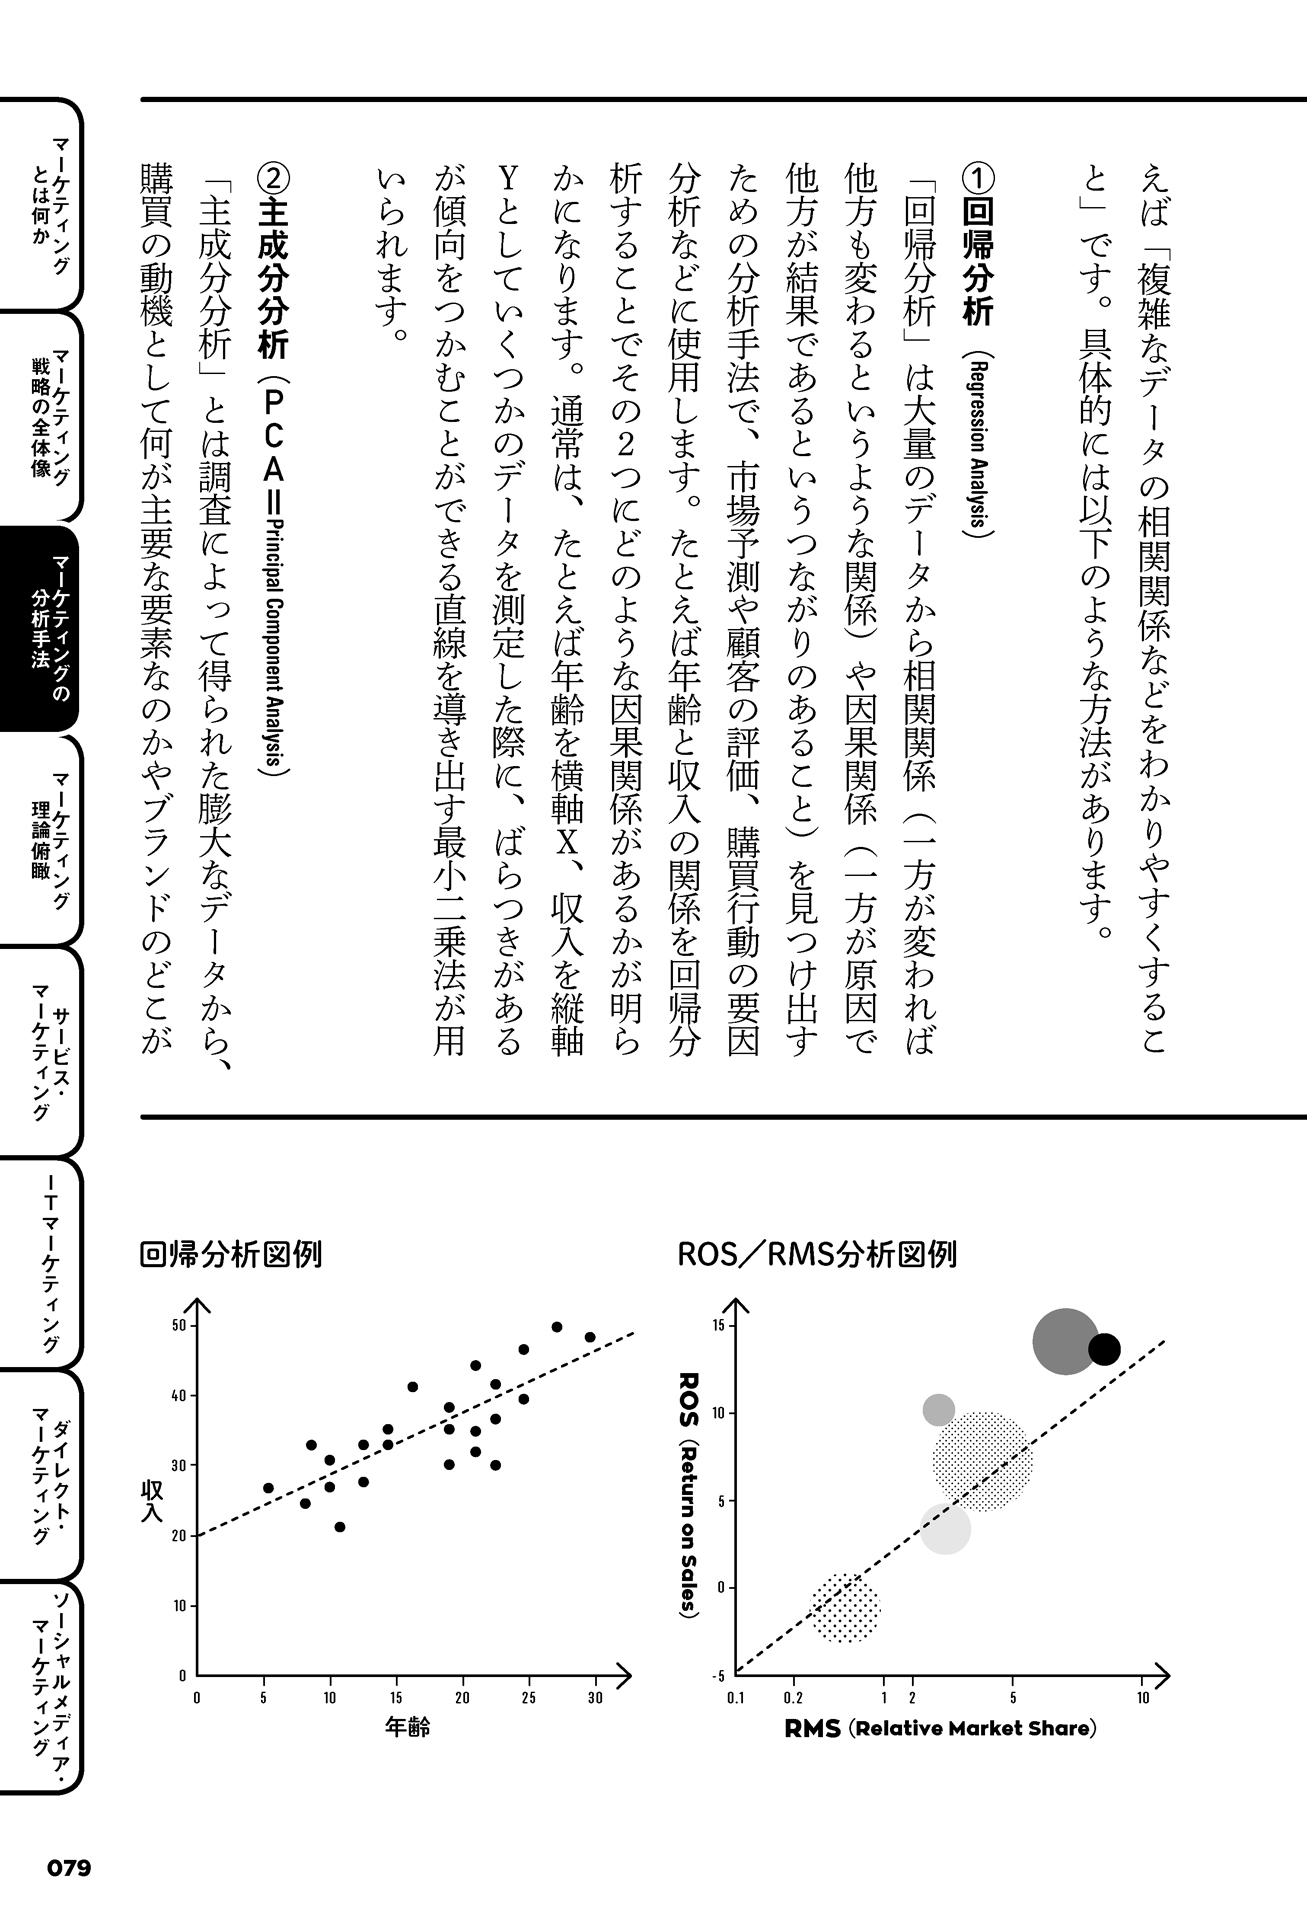 えば「複雑なデータの相関関係などをわかりやすくするこ
と」です。具体的には以下のような方法があります。
①回帰分析（Regression Analysis）
「回帰分析」は大量のデータから相関関係（一方が変われば
他方も変わるというような関係）や因果関係（一方が原因で
他方が結果であるというつながりのあること）を見つけ出す
ための分析手法で、市場予測や顧客の評価、購買行動の要因
分析などに使用します。たとえば年齢と収入の関係を回帰分
析することでその2つにどのような因果関係があるかが明ら
かになります。通常は、たとえば年齢を横軸X、収入を縦軸
Yとしていくつかのデータを測定した際に、ばらつきがある
が傾向をつかむことができる直線を導き出す最小二乗法が用
いられます。
②主成分分析（PCA＝Principal Component Analysis）
「主成分分析」とは調査によって得られた膨大なデータから、
購買の動機として何が主要な要素なのかやブランドのどこが
マーケティング
とは何か
マーケティング
戦略の全体像
マーケティングの
分析手法
マーケティング
理論俯瞰
サービス・
マーケティング
ITマーケティング
ダイレクト・
マーケティング
ソーシャルメディア・
マーケティング
回帰分析図例
50
40
30
20
10
0
収入
0 5 10 15 20 25 30
年齢
ROS／RMS分析図例
15
10
5
0
-5
ROS（Return on Sales）
0.1 0.2 1 2 5 10
RMS（Relative Market Share）
079